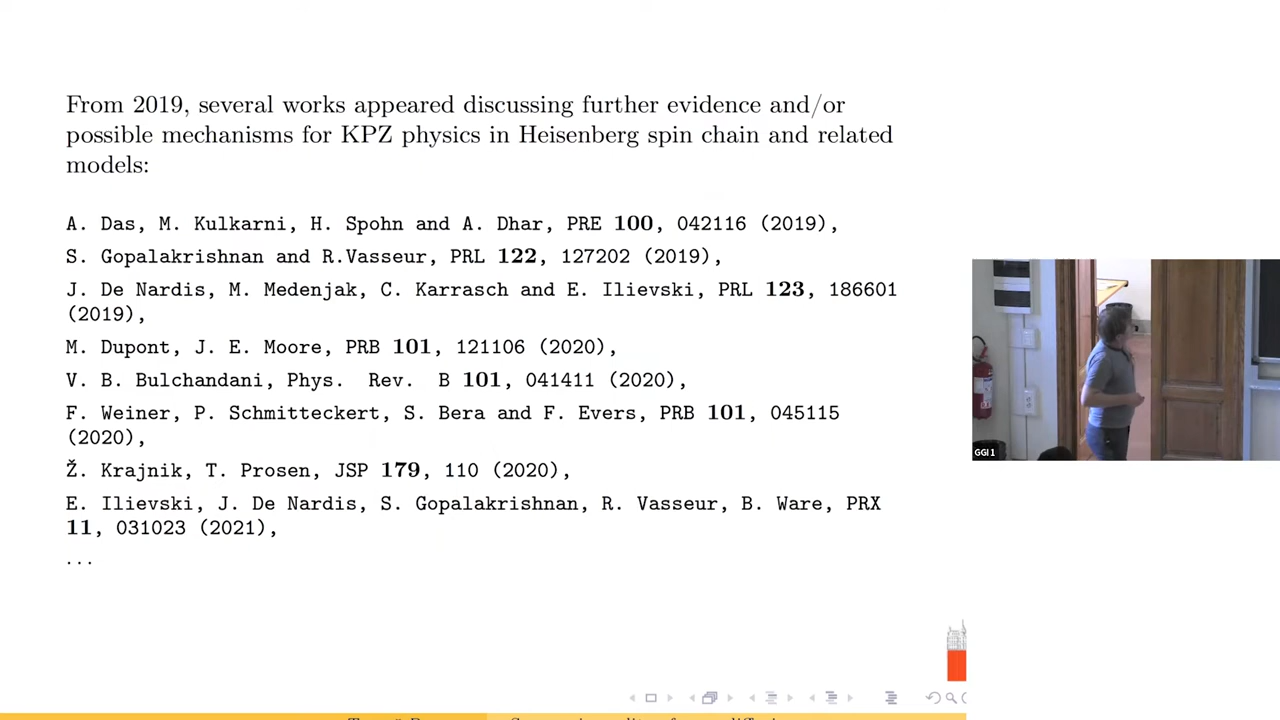 From 2019, several works appeared discussing further evidence and/or
possible mechanisms for KPZ physics in Heisenberg spin chain and related
models:
A. Das, M. Kulkarni, H. Spohn and A. Dhar, PRE 100, 042116 (2019),
S. Gopalakrishnan and R.Vasseur, PRL 122, 127202 (2019),
J. De Nardis, M. Medenjak, C. Karrasch and E. Ilievski, PRL 123, 186601
(2019),
M. Dupont, J. E. Moore, PRB 101, 121106 (2020),
V. B. Bulchandani, Phys. Rev. B 101, 041411 (2020),
F. Weiner, P. Schmitteckert, S. Bera and F. Evers, PRB 101, 045115
(2020),
Ž. Krajnik, T. Prosen, JSP 179, 110 (2020),
E. Ilievski, J. De Nardis, S. Gopalakrishnan, R. Vasseur, B. Ware, PRX
11, 031023 (2021),
...
GGI 1